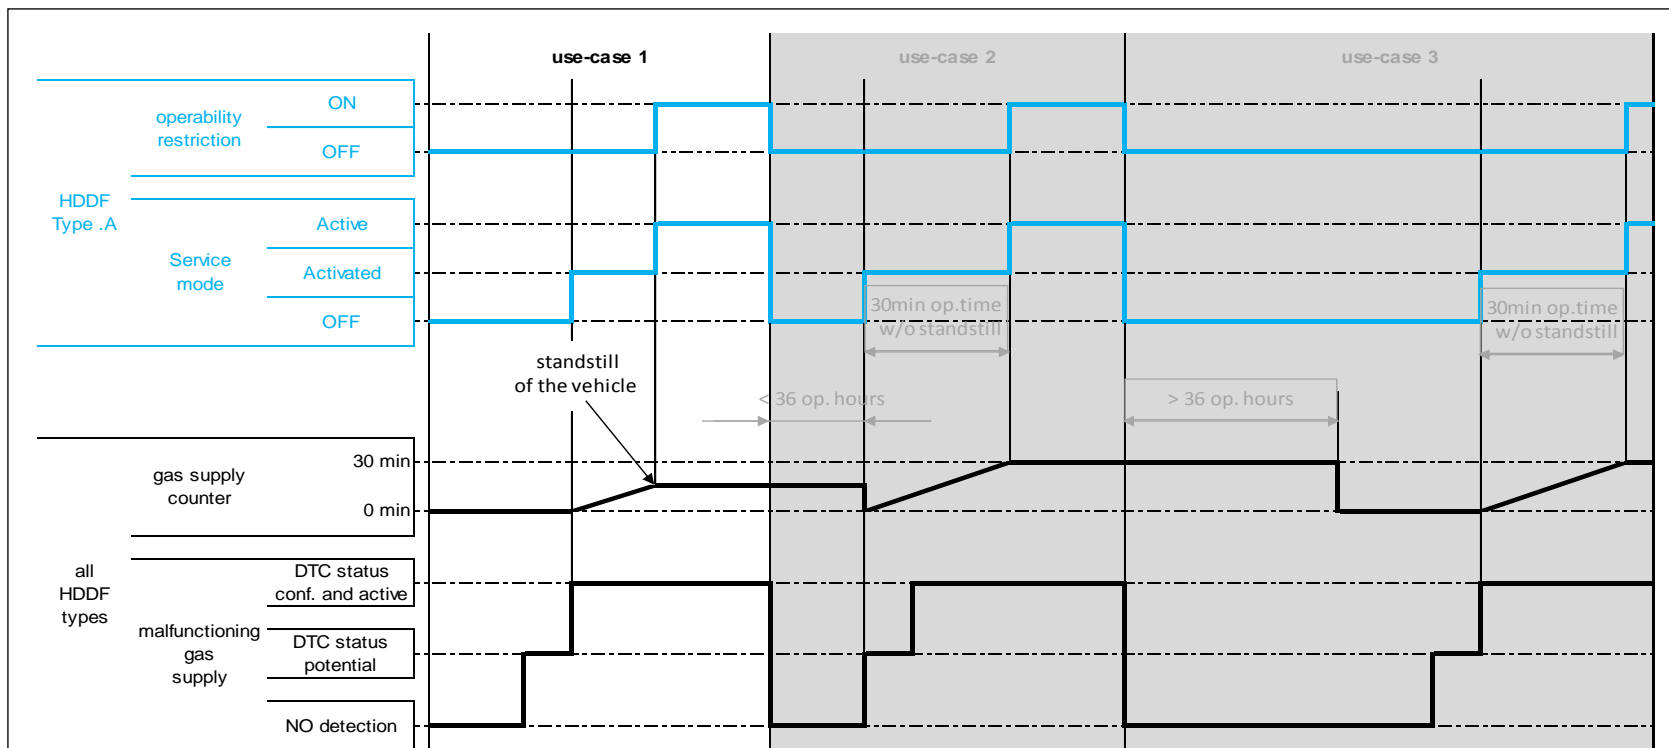 use-case 1
use-case 2
use-case 3
HDDF
Type .A
operability
restriction
ON
OFF
Service
mode
Active
Activated
OFF
30min op.time
w/o standstill
30min op.time
w/o standstill
standstill
of the vehicle
< 36 op. hours
> 36 op. hours
all
HDDF
types
gas supply
counter
30 min
0 min
malfunctioning
gas
supply
DTC status
conf. and active
DTC status
potential
NO detection